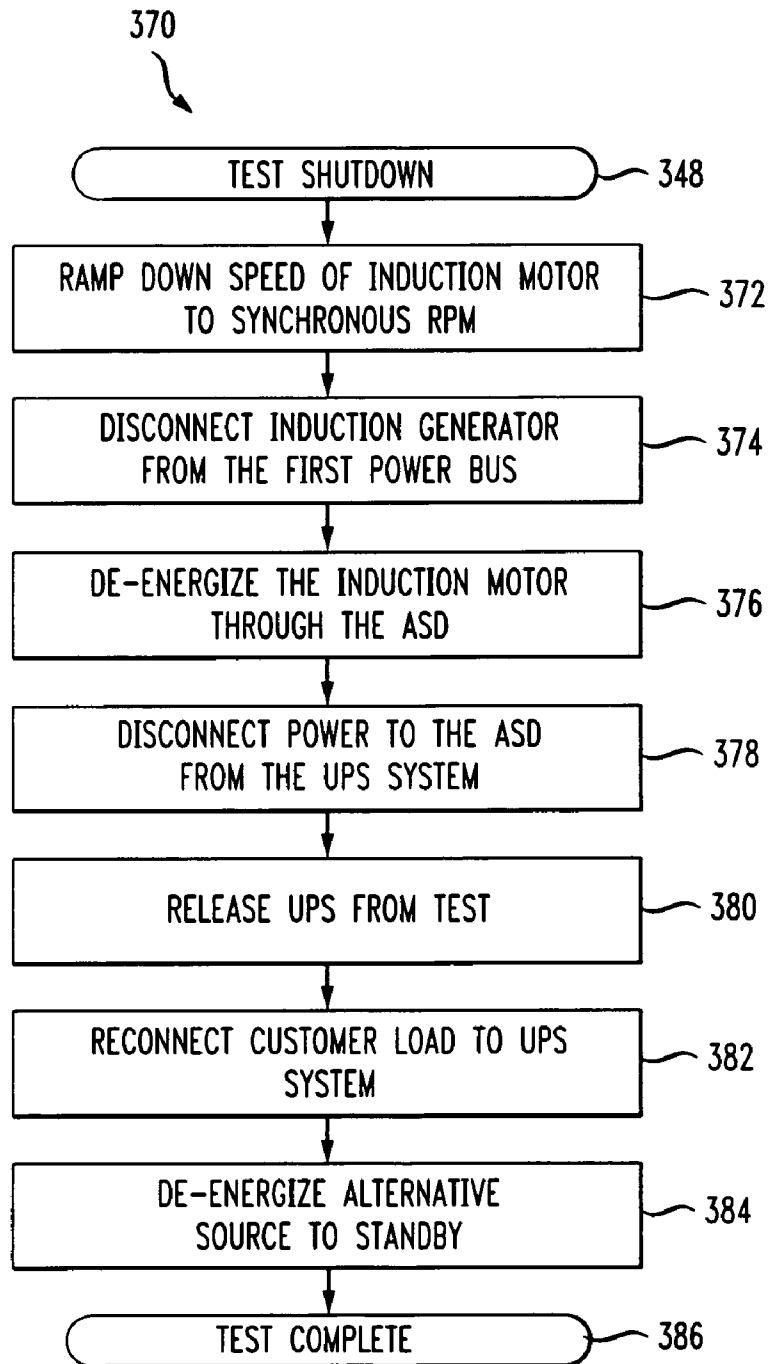 370
TEST SHUTDOWN
348
RAMP DOWN SPEED OF INDUCTION MOTOR
TO SYNCHRONOUS RPM
372
DISCONNECT INDUCTION GENERATOR
FROM THE FIRST POWER BUS
374
DE-ENERGIZE THE INDUCTION MOTOR
THROUGH THE ASD
376
DISCONNECT POWER TO THE ASD
FROM THE UPS SYSTEM
378
RELEASE UPS FROM TEST
380
RECONNECT CUSTOMER LOAD TO UPS
SYSTEM
382
DE-ENERGIZE ALTERNATIVE
SOURCE TO STANDBY
384
TEST COMPLETE
386